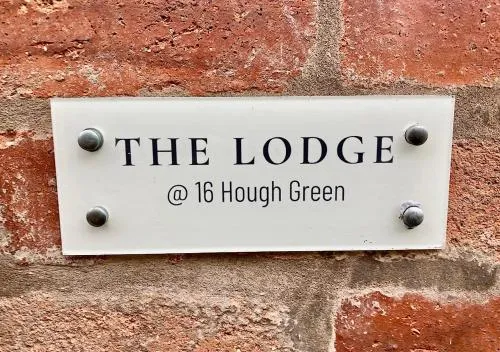 THE LODGE
@ 16 Hough Green